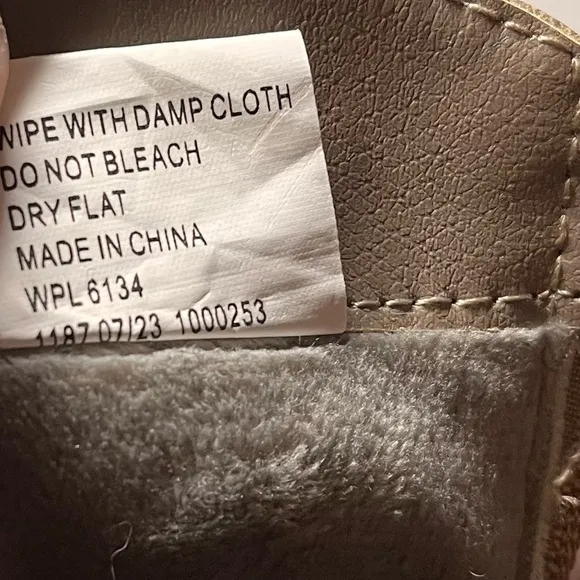 WIPE WITH DAMP CLOTH
DO NOT BLEACH
DRY FLAT
MADE IN CHINA
WPL 6134
1187 07/23 1000253